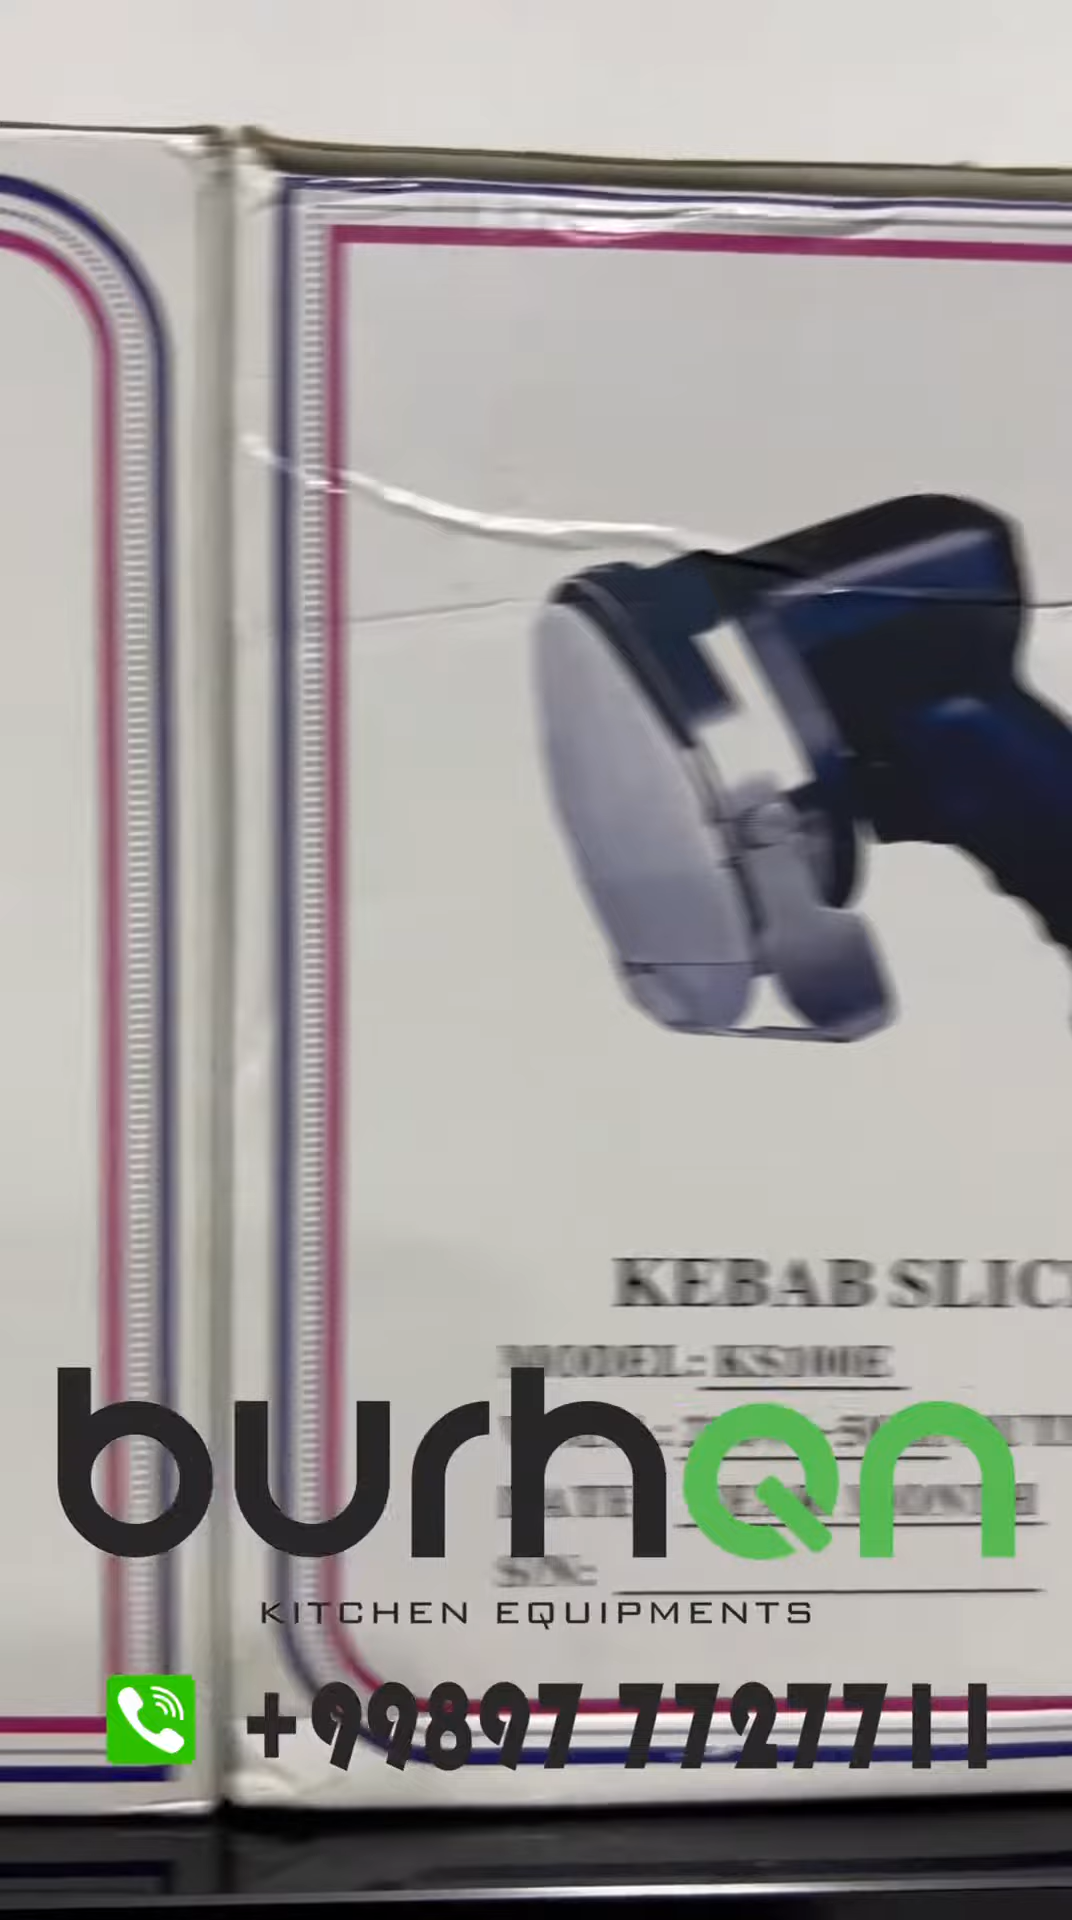 KEBAB SLIC
MODEL: KS100E
S/N:
burhan
KITCHEN EQUIPMENTS
+99897 7727711